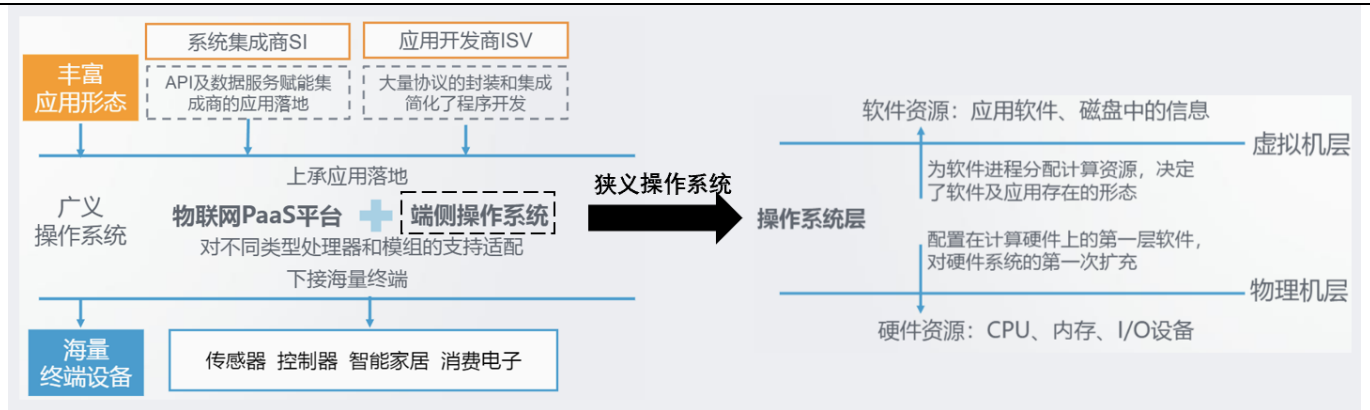 丰富
应用形态
系统集成商SI
API及数据服务赋能集
成商的应用落地
应用开发商ISV
大量协议的封装和集成
简化了程序开发
上承应用落地
广义
操作系统
物联网PaaS平台
端侧操作系统
对不同类型处理器和模组的支持适配
下接海量终端
海量
终端设备
传感器 控制器 智能家居 消费电子
狭义操作系统
软件资源：应用软件、磁盘中的信息
虚拟机层
为软件进程分配计算资源，决定
了软件及应用存在的形态
操作系统层
配置在计算硬件上的第一层软件，
对硬件系统的第一次扩充
物理机层
硬件资源：CPU、内存、I/O设备